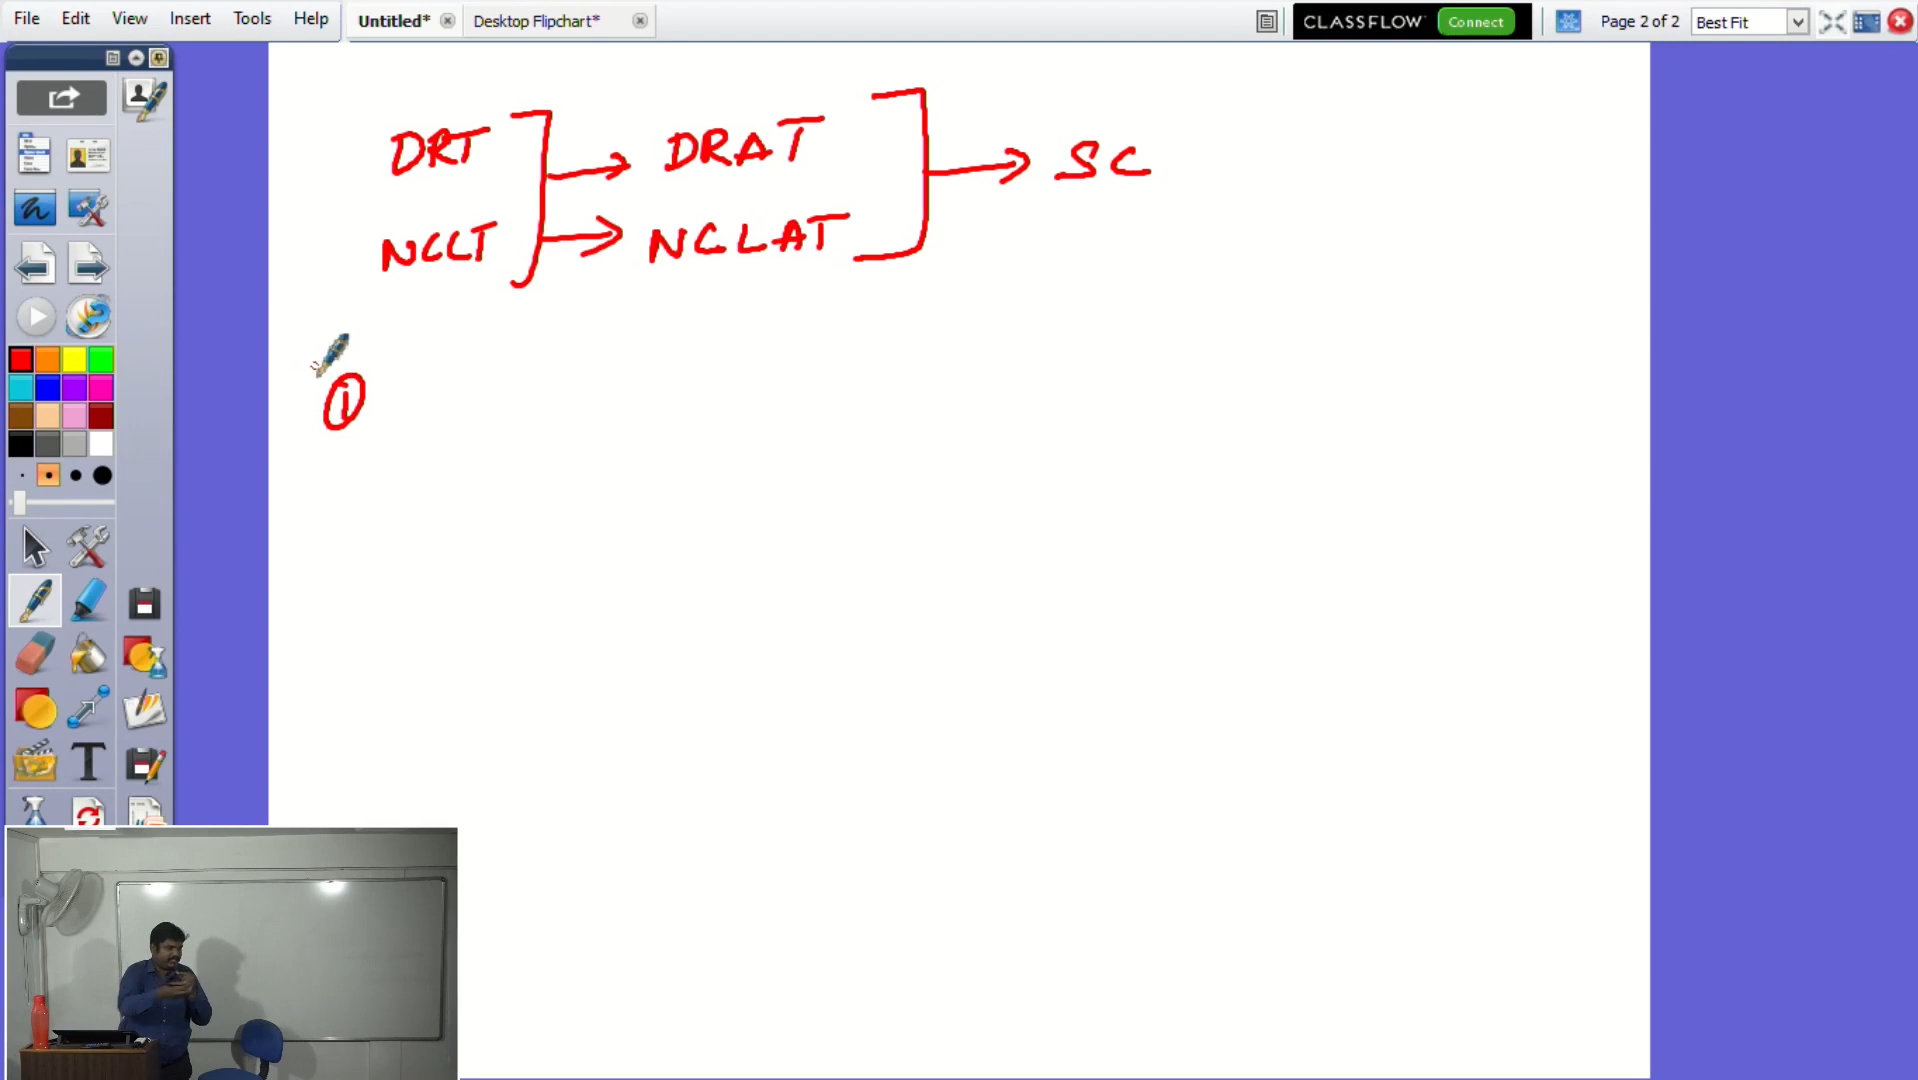 File Edit View Insert Tools Help Untitled* Desktop Flipchart* CLASSFLOW Connect Page 2 of 2 Best Fit
DRT → DRAT → SC
NCLT → NCLAT
①
T